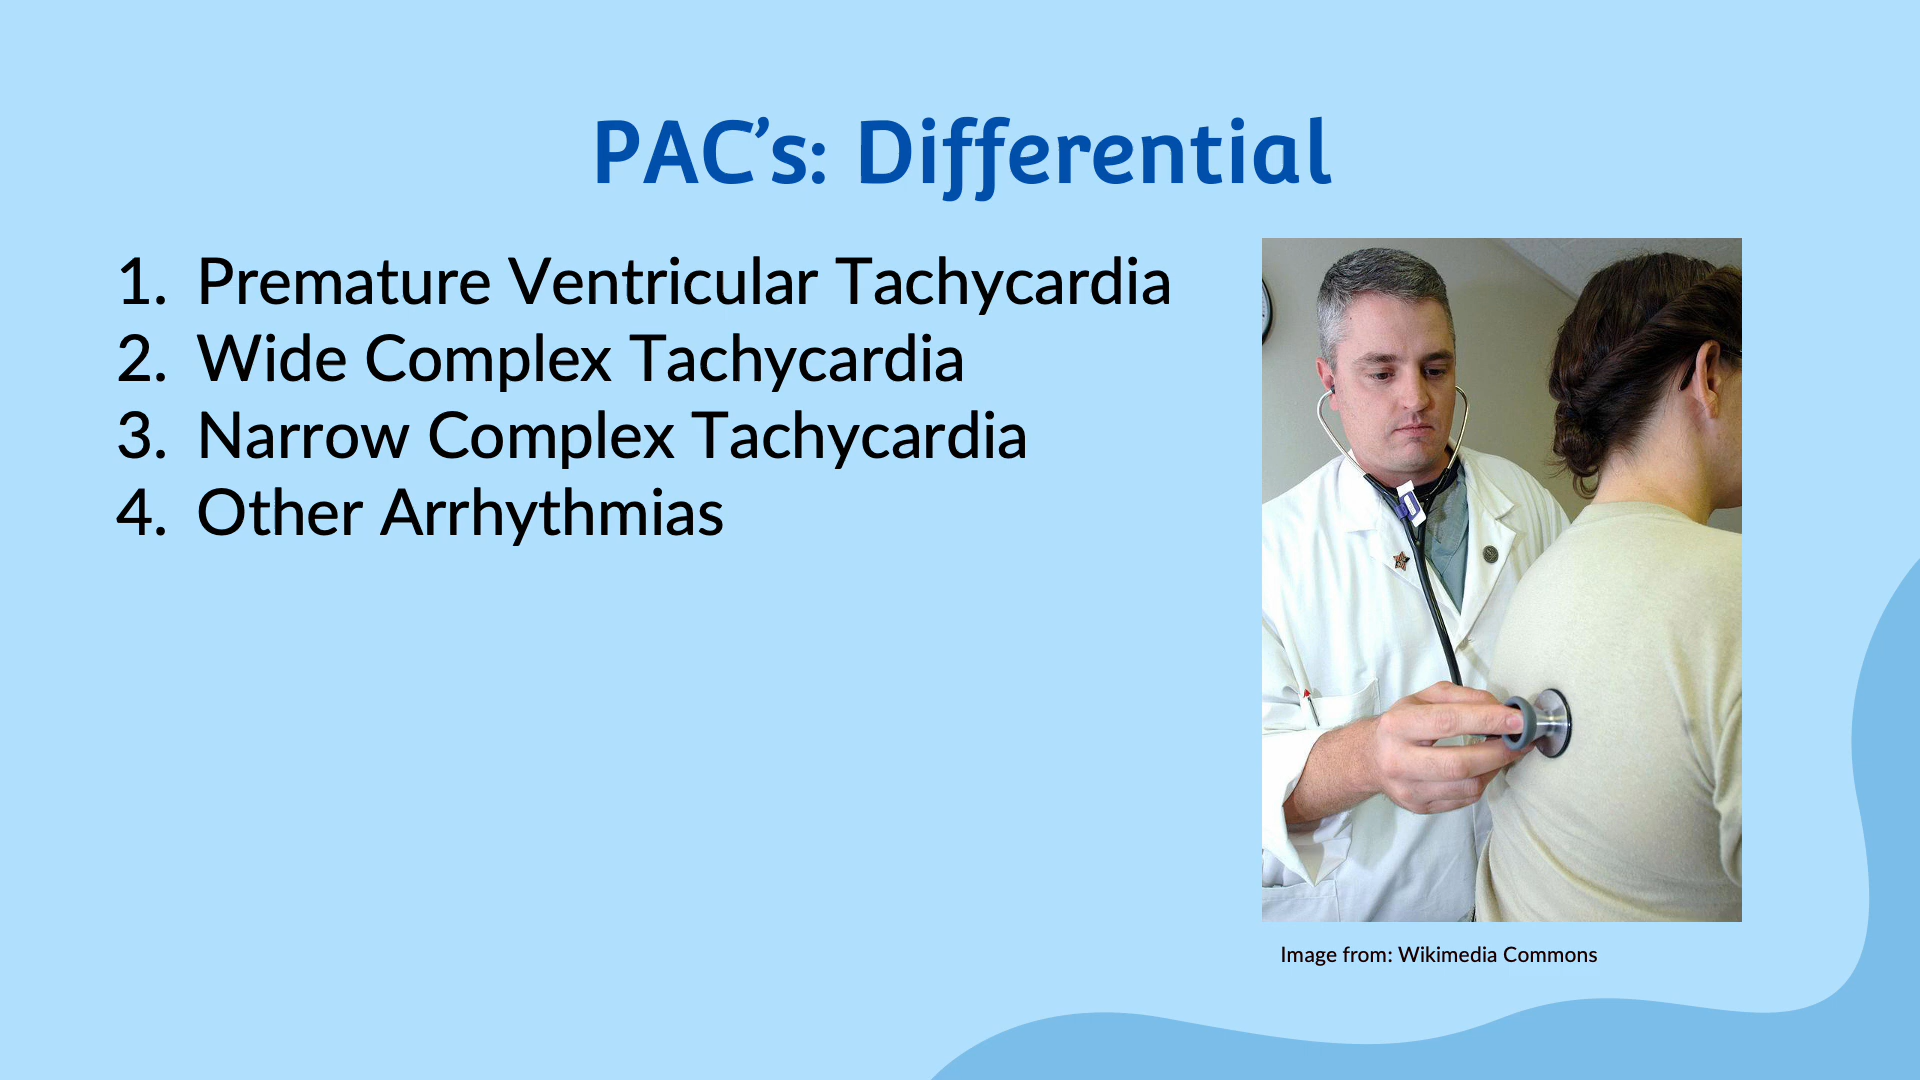 PAC’s: Differential
1. Premature Ventricular Tachycardia
2. Wide Complex Tachycardia
3. Narrow Complex Tachycardia
4. Other Arrhythmias
Image from: Wikimedia Commons